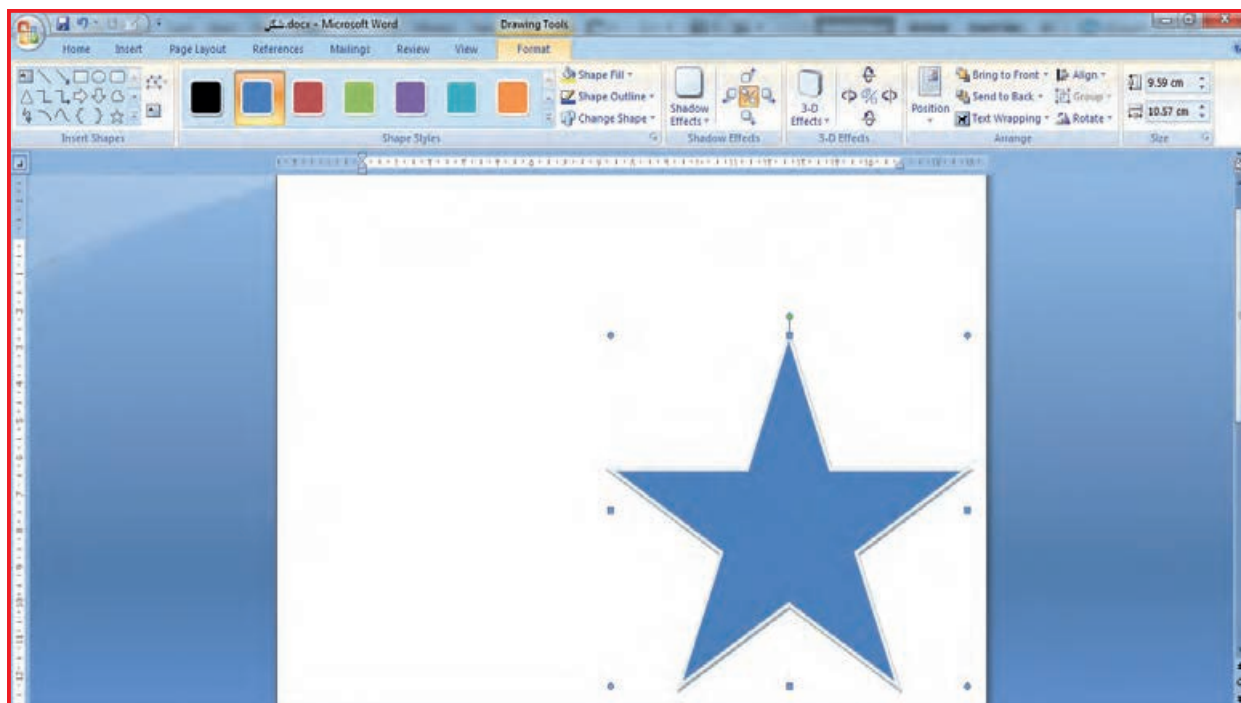 شكل.docx - Microsoft Word
Drawing Tools
Home Insert Page Layout References Mailings Review View Format
Shape Fill
Shape Outline
Change Shape
Shadow Effects
3-D Effects
Position
Bring to Front
Send to Back
Text Wrapping
Align
Group
Rotate
9.59 cm
10.57 cm
Insert Shapes Shape Styles Shadow Effects 3-D Effects Arrange Size